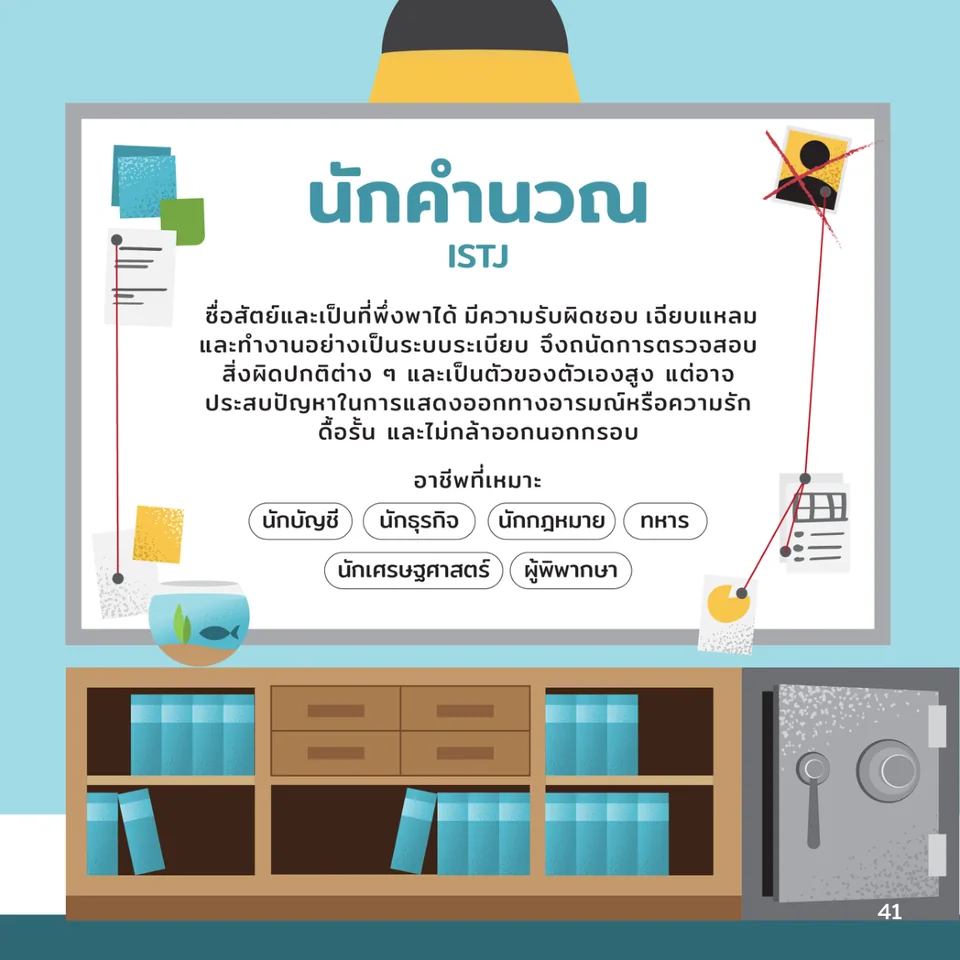 นักคำนวณ
ISTJ
ซื่อสัตย์และเป็นที่พึ่งพาได้ มีความรับผิดชอบ เฉียบแหลม
และทำงานอย่างเป็นระบบระเบียบ จึงถนัดการตรวจสอบ
สิ่งผิดปกติต่าง ๆ และเป็นตัวของตัวเองสูง แต่อาจ
ประสบปัญหาในการแสดงออกทางอารมณ์หรือความรัก
ดื้อรั้น และไม่กล้าออกนอกกรอบ
อาชีพที่เหมาะ
นักบัญชี นักธุรกิจ นักกฎหมาย ทหาร
นักเศรษฐศาสตร์ ผู้พิพากษา
41